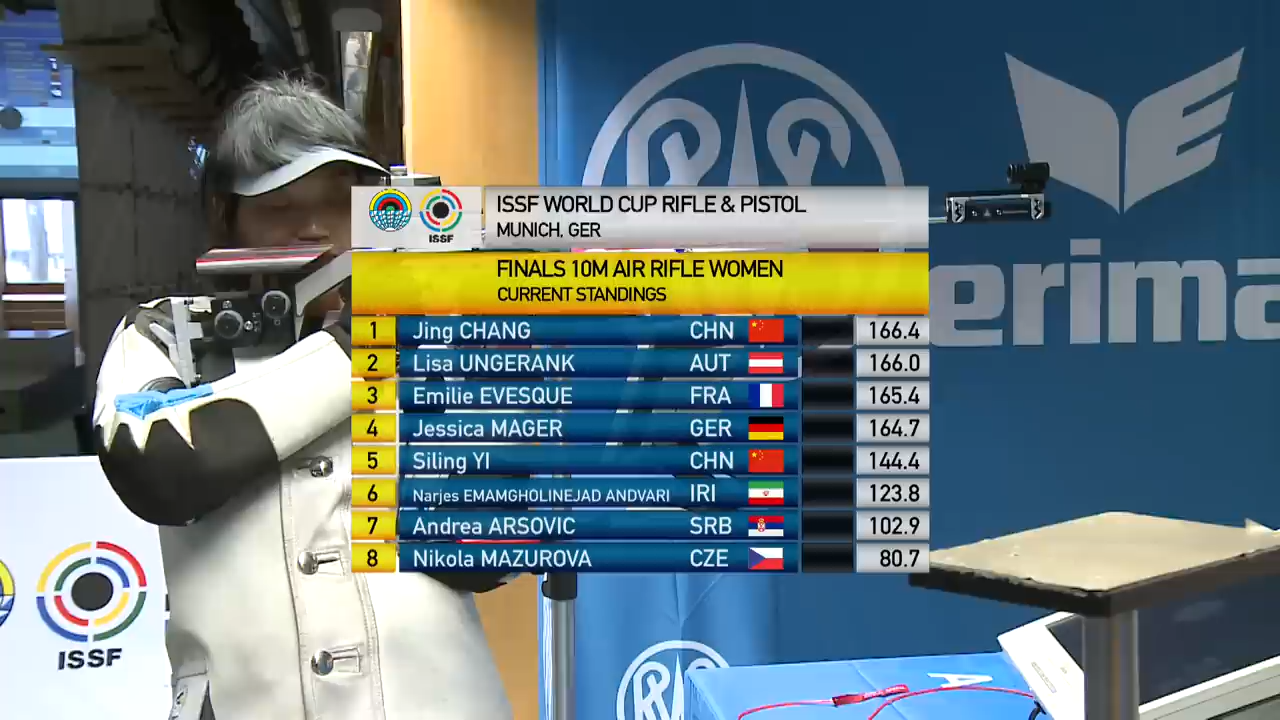 ISSF WORLD CUP RIFLE & PISTOL
MUNICH, GER
ISSF
FINALS 10M AIR RIFLE WOMEN
CURRENT STANDINGS
1 Jing CHANG CHN 166.4
2 Lisa UNGERANK AUT 166.0
3 Emilie EVESQUE FRA 165.4
4 Jessica MAGER GER 164.7
5 Siling YI CHN 144.4
6 Narjes EMAMGHOLINEJAD ANDVARI IRI 123.8
7 Andrea ARSOVIC SRB 102.9
8 Nikola MAZUROVA CZE 80.7
erima
ISSF
A